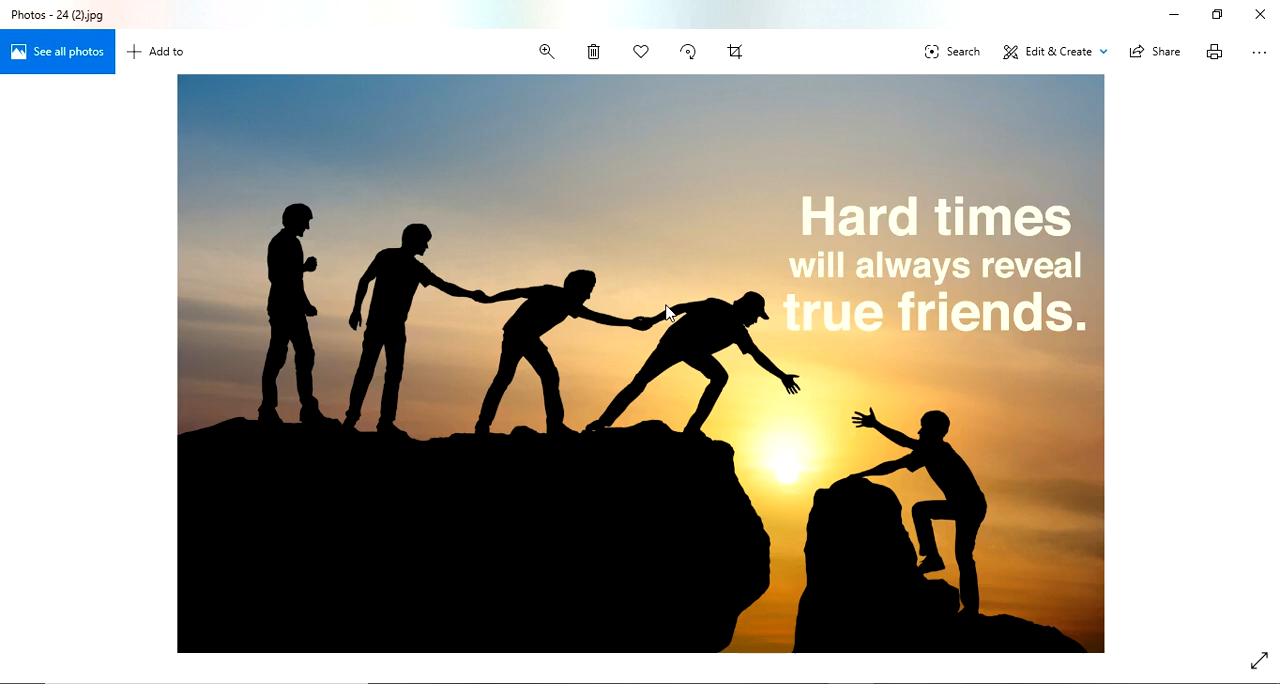 Photos - 24 (2).jpg
See all photos
Add to
Search
Edit & Create
Share
Hard times
will always reveal
true friends.